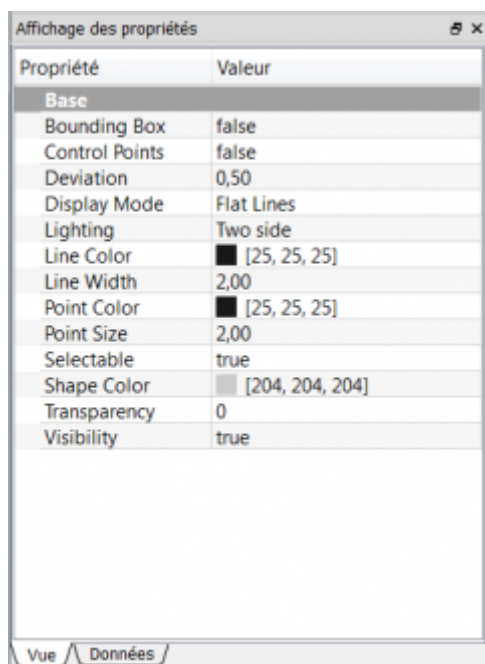 Affichage des propriétés
Propriété Valeur
Base
Bounding Box false
Control Points false
Deviation 0,50
Display Mode Flat Lines
Lighting Two side
Line Color [25, 25, 25]
Line Width 2,00
Point Color [25, 25, 25]
Point Size 2,00
Selectable true
Shape Color [204, 204, 204]
Transparency 0
Visibility true
Vue Données